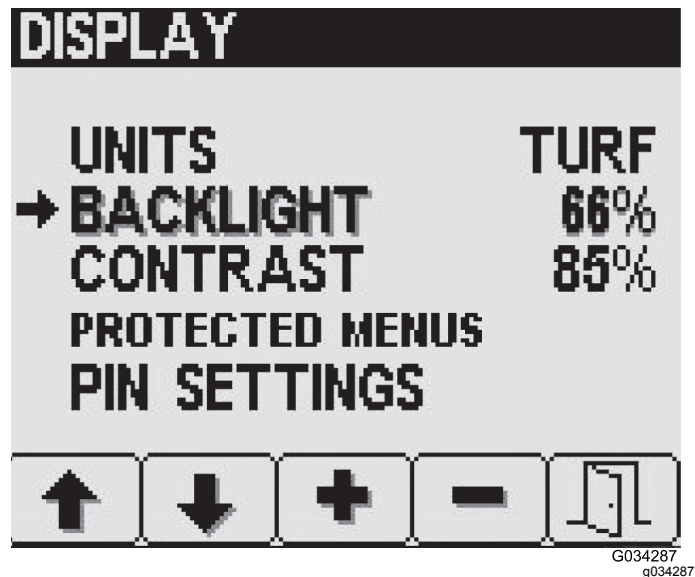 DISPLAY
UNITS TURF
BACKLIGHT 66%
CONTRAST 85%
PROTECTED MENUS
PIN SETTINGS
G034287
g034287